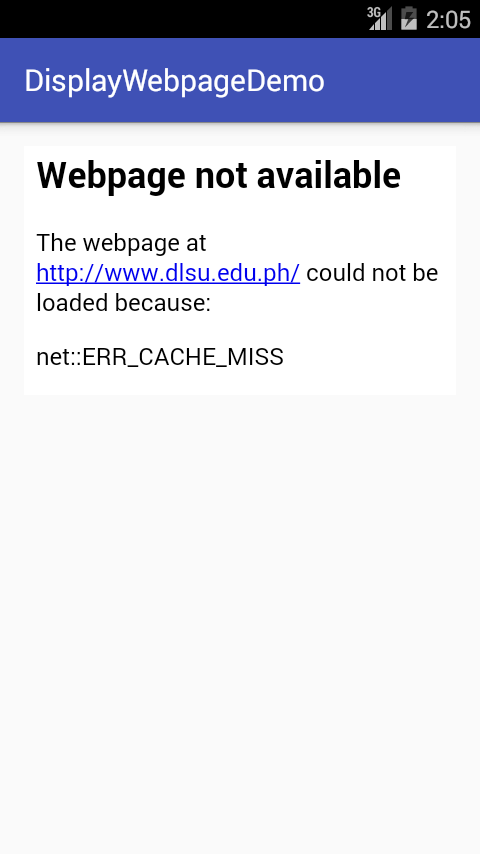 3G 2:05
DisplayWebpageDemo
Webpage not available
The webpage at
http://www.dlsu.edu.ph/ could not be
loaded because:
net::ERR_CACHE_MISS